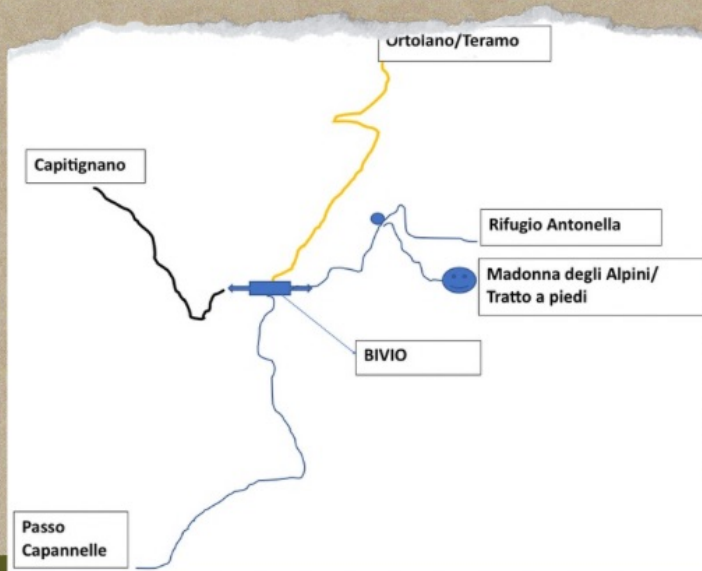 Ortolano/Teramo
Capitignano
Rifugio Antonella
Madonna degli Alpini/
Tratto a piedi
BIVIO
Passo
Capannelle